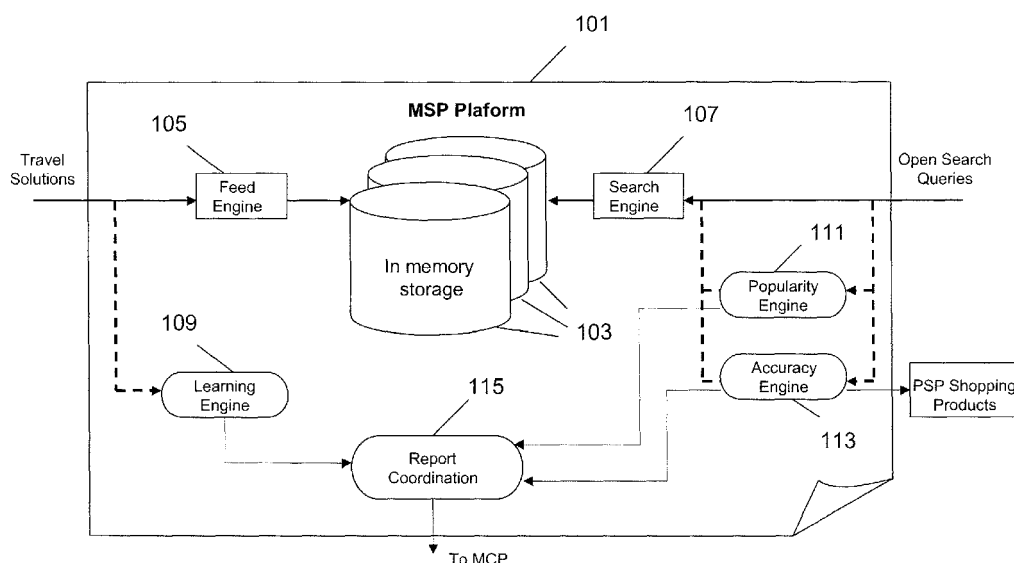 101
MSP Plaform
105
107
Travel
Solutions
Feed
Engine
Search
Engine
Open Search
Queries
In memory
storage
103
111
Popularity
Engine
109
Learning
Engine
Accuracy
Engine
PSP Shopping
Products
113
115
Report
Coordination
To MCP